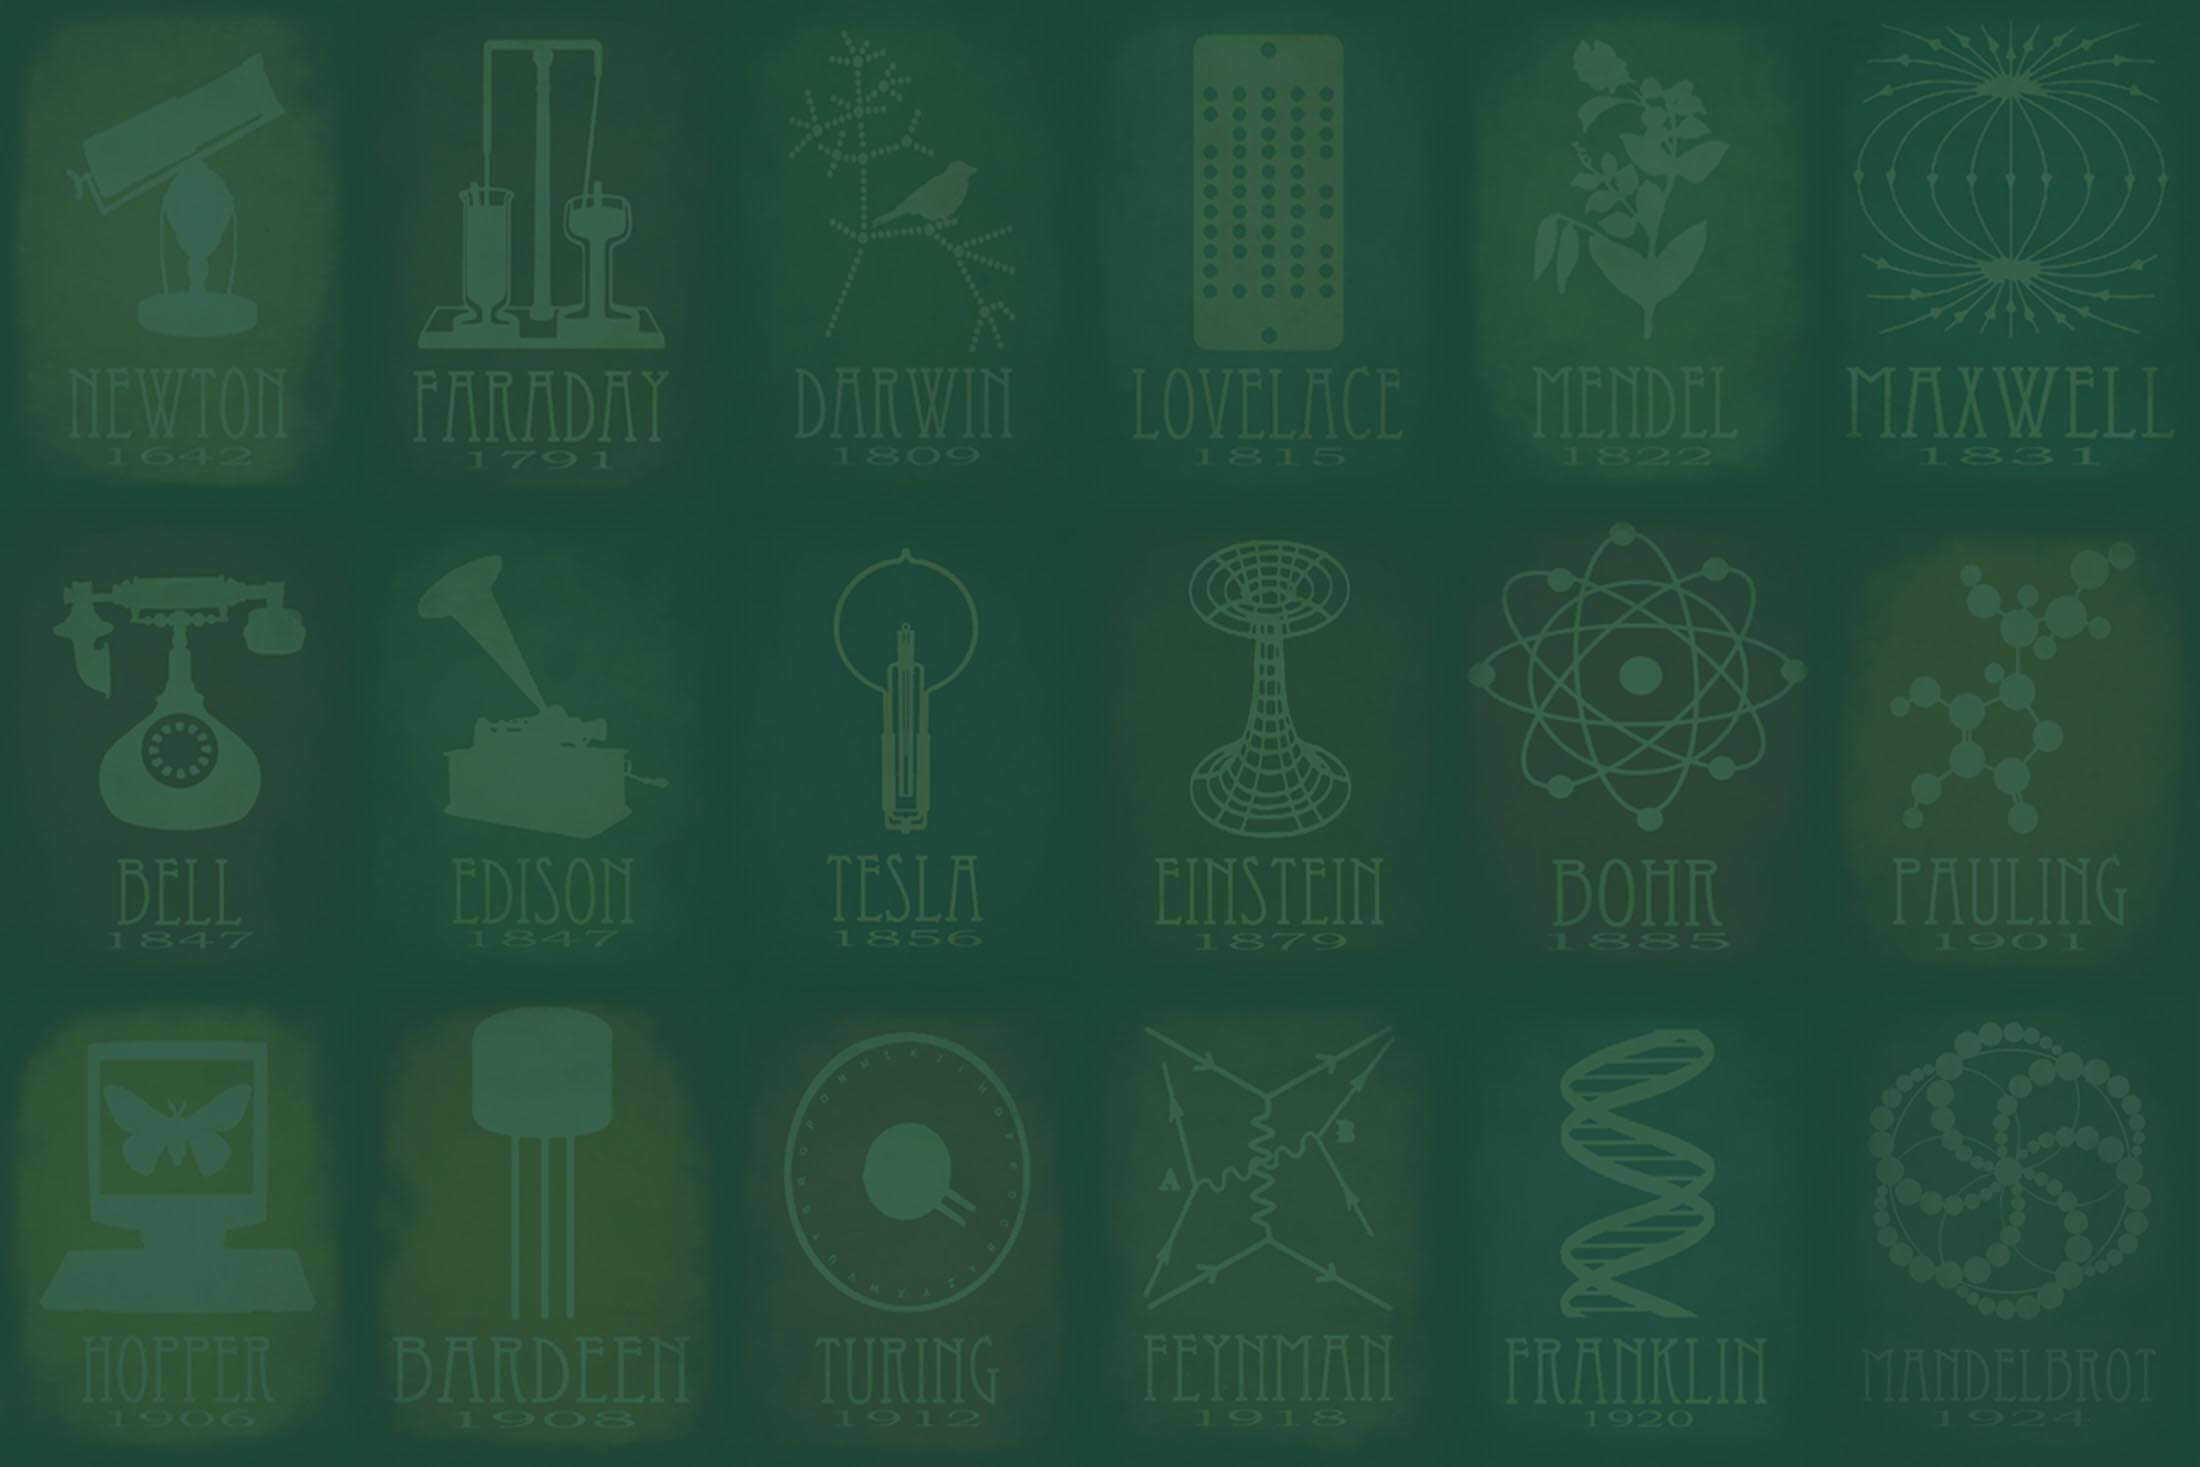 NEWTON
1642
FARADAY
1791
DARWIN
1809
LOVELACE
1815
MENDEL
1822
MAXWELL
1831
BELL
1847
EDISON
1847
TESLA
1856
EINSTEIN
1879
BOHR
1885
PAULING
1901
HOPPER
1906
BARDEEN
1908
TURING
1912
A
B
FEYNMAN
1918
FRANKLIN
1920
MANDELBROT
1924